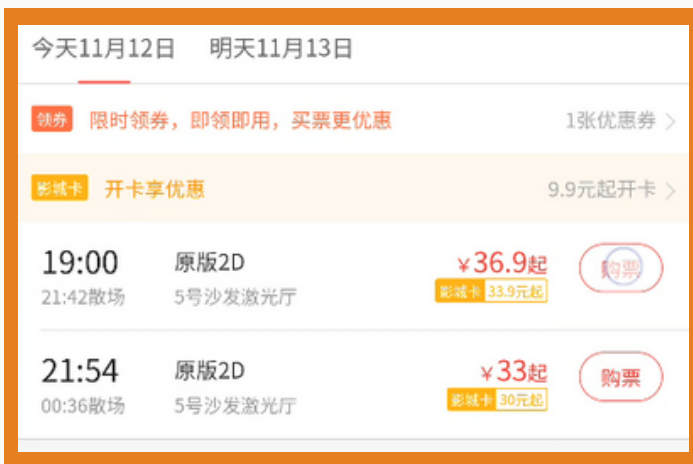 今天11月12日 明天11月13日
领券 限时领券，即领即用，买票更优惠 1张优惠券
影城卡 开卡享优惠 9.9元起开卡
19:00 原版2D ￥36.9起 购票
21:42散场 5号沙发激光厅 影城卡 33.9元起
21:54 原版2D ￥33起 购票
00:36散场 5号沙发激光厅 影城卡 30元起